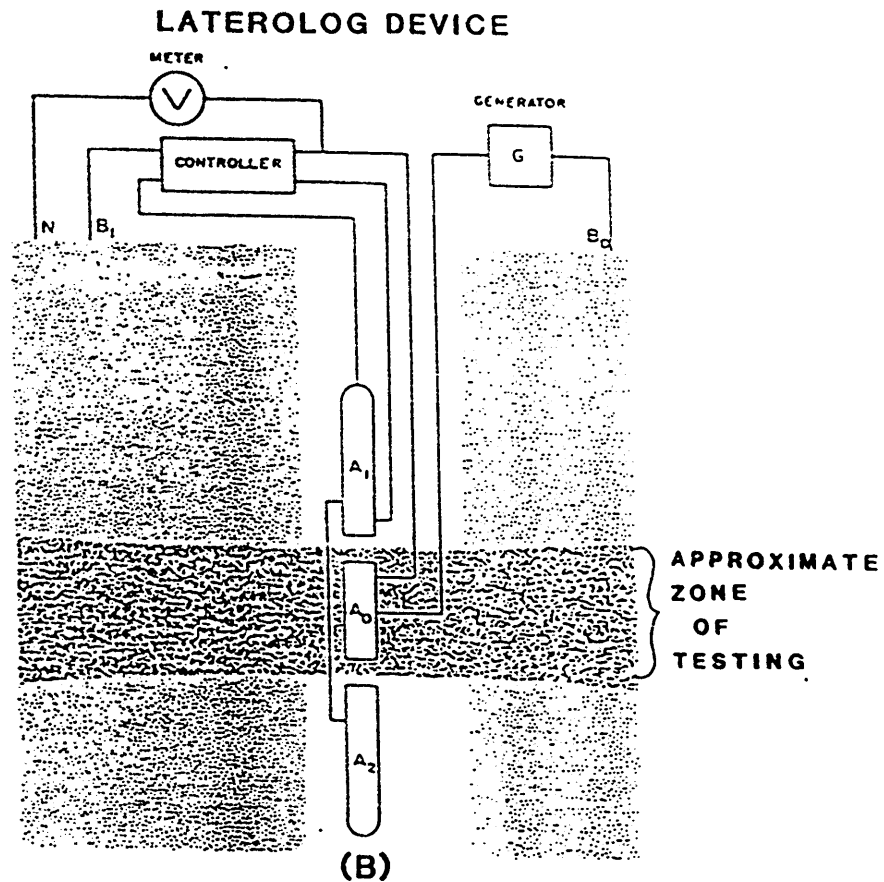 LATEROLOG DEVICE
METER
V
GENERATOR
CONTROLLER
G
N
B₁
B₀
A₁
A₀
A₂
APPROXIMATE
ZONE
OF
TESTING
(B)